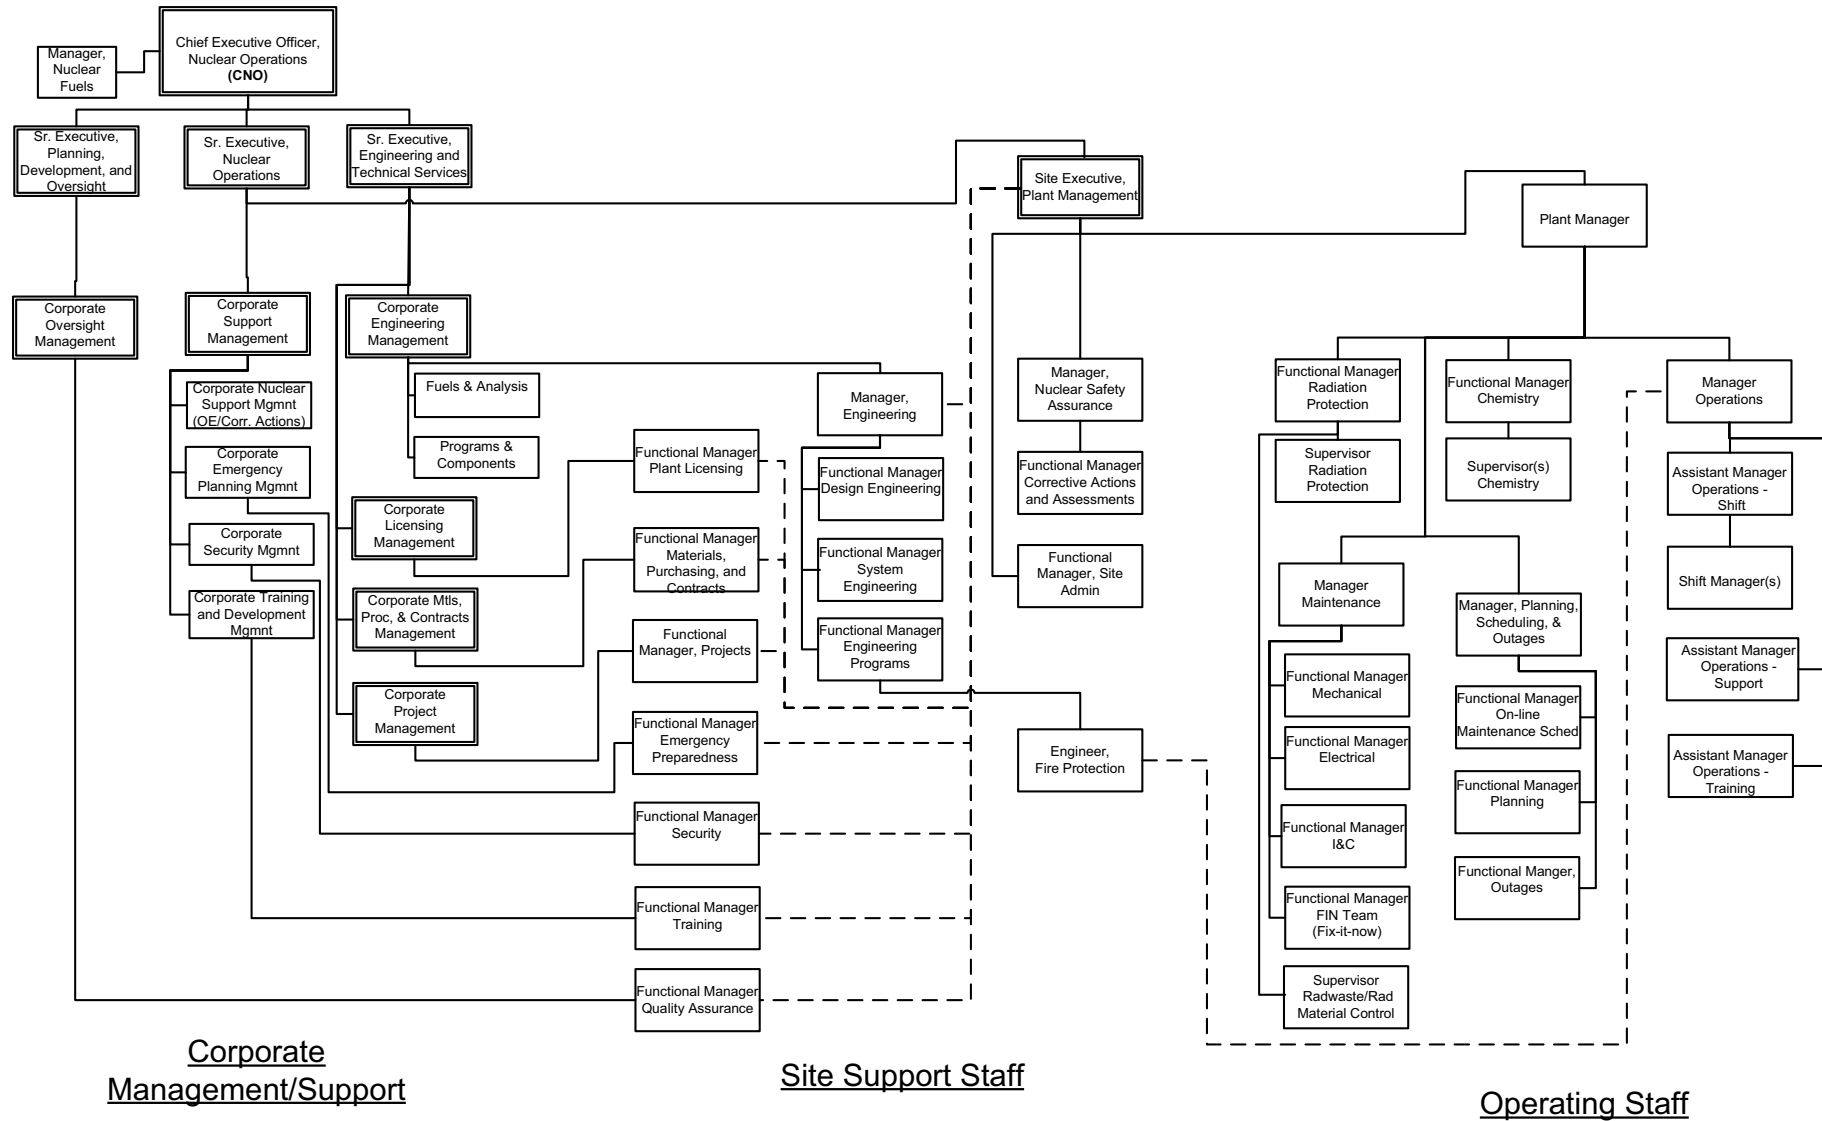 Chief Executive Officer,
Nuclear Operations
(CNO)
Manager,
Nuclear
Fuels
Sr. Executive,
Planning,
Development, and
Oversight
Sr. Executive,
Nuclear
Operations
Sr. Executive,
Engineering and
Technical Services
Site Executive,
Plant Management
Plant Manager
Corporate
Oversight
Management
Corporate
Support
Management
Corporate
Engineering
Management
Corporate Nuclear
Support Mgmnt
(OE/Corr. Actions)
Corporate
Emergency
Planning Mgmnt
Corporate
Security Mgmnt
Corporate Training
and Development
Mgmnt
Fuels & Analysis
Programs &
Components
Corporate
Licensing
Management
Corporate Mtls,
Proc, & Contracts
Management
Corporate
Project
Management
Functional Manager
Plant Licensing
Functional Manager
Materials,
Purchasing, and
Contracts
Functional
Manager, Projects
Functional Manager
Emergency
Preparedness
Functional Manager
Security
Functional Manager
Training
Functional Manager
Quality Assurance
Manager,
Engineering
Functional Manager
Design Engineering
Functional Manager
System
Engineering
Functional Manager
Engineering
Programs
Manager,
Nuclear Safety
Assurance
Functional Manager
Corrective Actions
and Assessments
Functional
Manager, Site
Admin
Engineer,
Fire Protection
Functional Manager
Radiation
Protection
Supervisor
Radiation
Protection
Functional Manager
Chemistry
Supervisor(s)
Chemistry
Manager
Operations
Assistant Manager
Operations -
Shift
Shift Manager(s)
Assistant Manager
Operations -
Support
Assistant Manager
Operations -
Training
Manager
Maintenance
Functional Manager
Mechanical
Functional Manager
Electrical
Functional Manager
I&C
Functional Manager
FIN Team
(Fix-it-now)
Supervisor
Radwaste/Rad
Material Control
Manager, Planning,
Scheduling, &
Outages
Functional Manager
On-line
Maintenance Sched
Functional Manager
Planning
Functional Manger,
Outages
Corporate
Management/Support
Site Support Staff
Operating Staff